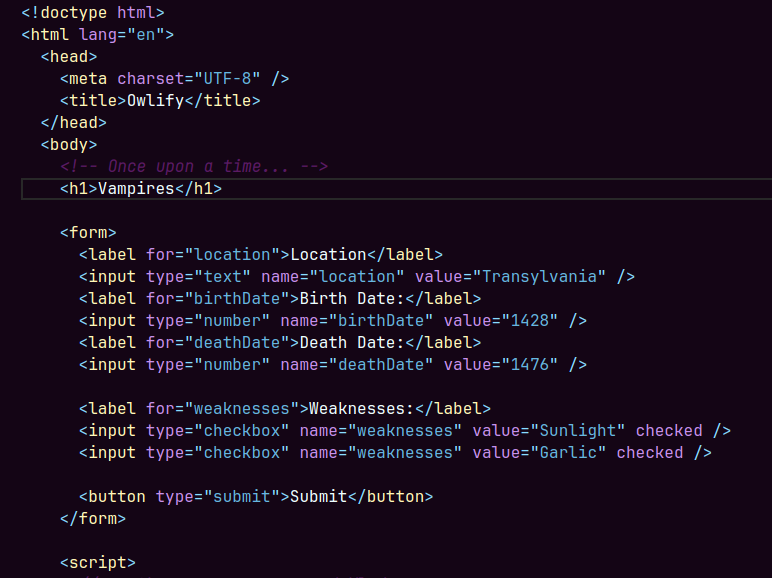 <!doctype html>
<html lang="en">
<head>
<meta charset="UTF-8" />
<title>Owlify</title>
</head>
<body>
<!-- Once upon a time... -->
<h1>Vampires</h1>
<form>
<label for="location">Location</label>
<input type="text" name="location" value="Transylvania" />
<label for="birthDate">Birth Date:</label>
<input type="number" name="birthDate" value="1428" />
<label for="deathDate">Death Date:</label>
<input type="number" name="deathDate" value="1476" />
<label for="weaknesses">Weaknesses:</label>
<input type="checkbox" name="weaknesses" value="Sunlight" checked />
<input type="checkbox" name="weaknesses" value="Garlic" checked />
<button type="submit">Submit</button>
</form>
<script>